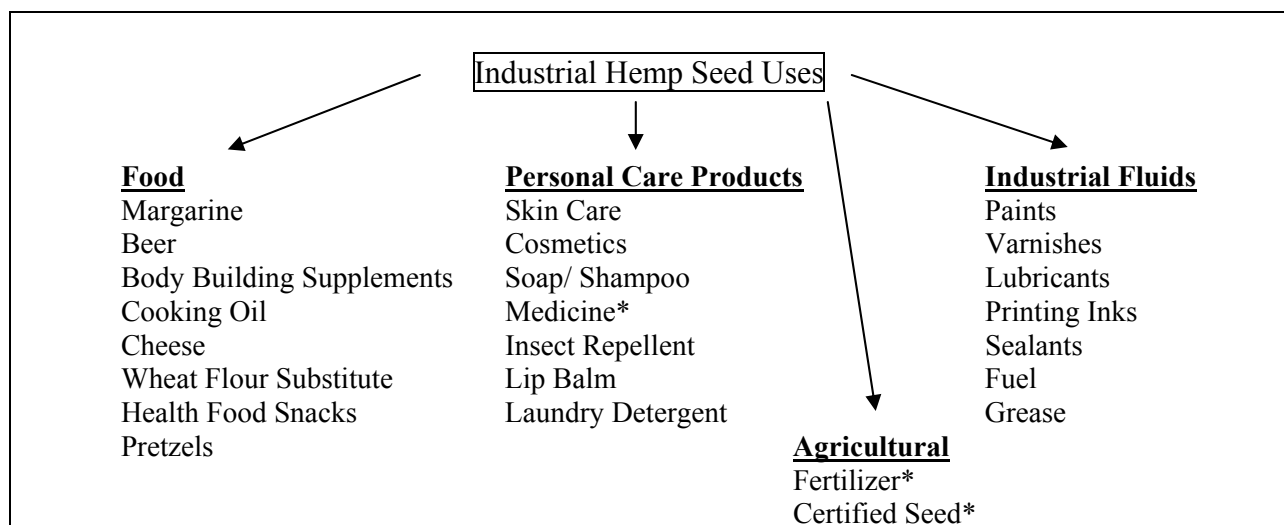 Industrial Hemp Seed Uses
Food
Margarine
Beer
Body Building Supplements
Cooking Oil
Cheese
Wheat Flour Substitute
Health Food Snacks
Pretzels
Personal Care Products
Skin Care
Cosmetics
Soap/ Shampoo
Medicine*
Insect Repellent
Lip Balm
Laundry Detergent
Agricultural
Fertilizer*
Certified Seed*
Industrial Fluids
Paints
Varnishes
Lubricants
Printing Inks
Sealants
Fuel
Grease